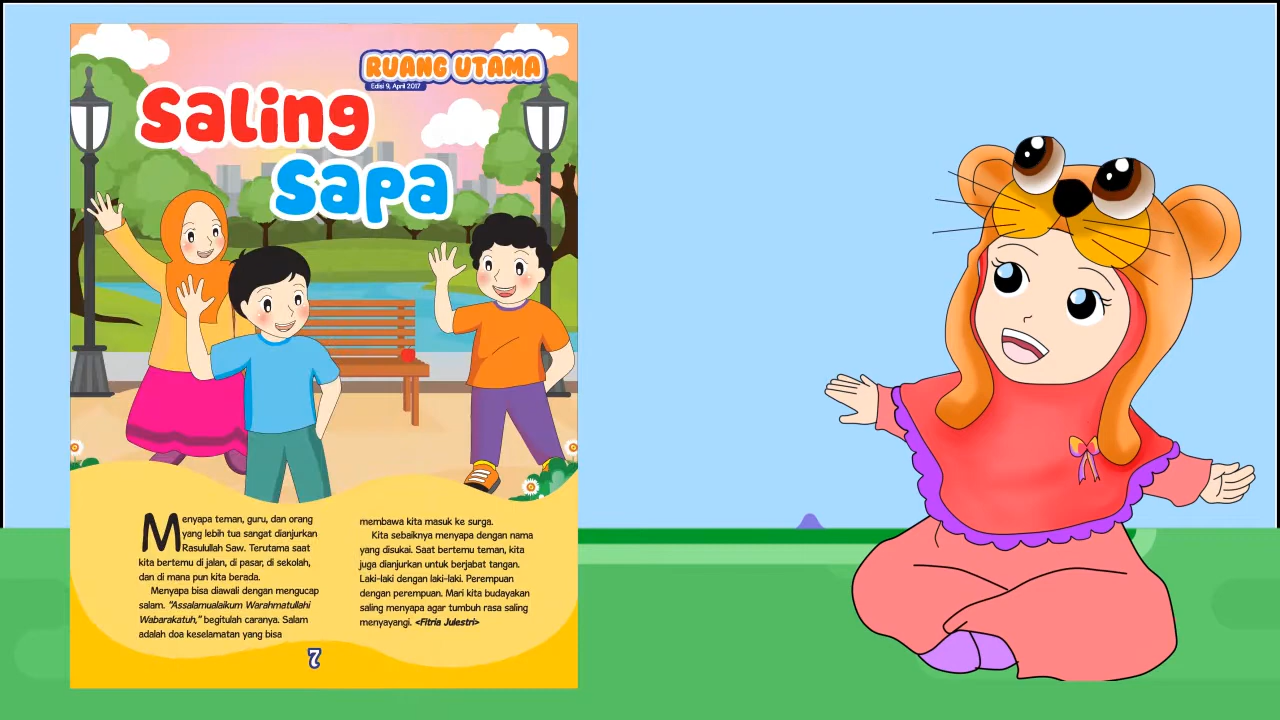 RUANG UTAMA
Edisi 9, April 2017
Saling
Sapa
Menyapa teman, guru, dan orang
yang lebih tua sangat dianjurkan
Rasulullah Saw. Terutama saat
kita bertemu di jalan, di pasar, di sekolah,
dan di mana pun kita berada.
Menyapa bisa diawali dengan mengucap
salam. "Assalamualaikum Warahmatullahi
Wabarakatuh," begitulah caranya. Salam
adalah doa keselamatan yang bisa
membawa kita masuk ke surga.
Kita sebaiknya menyapa dengan nama
yang disukai. Saat bertemu teman, kita
juga dianjurkan untuk berjabat tangan.
Laki-laki dengan laki-laki. Perempuan
dengan perempuan. Mari kita budayakan
saling menyapa agar tumbuh rasa saling
menyayangi. <Fitria Julestri>
7